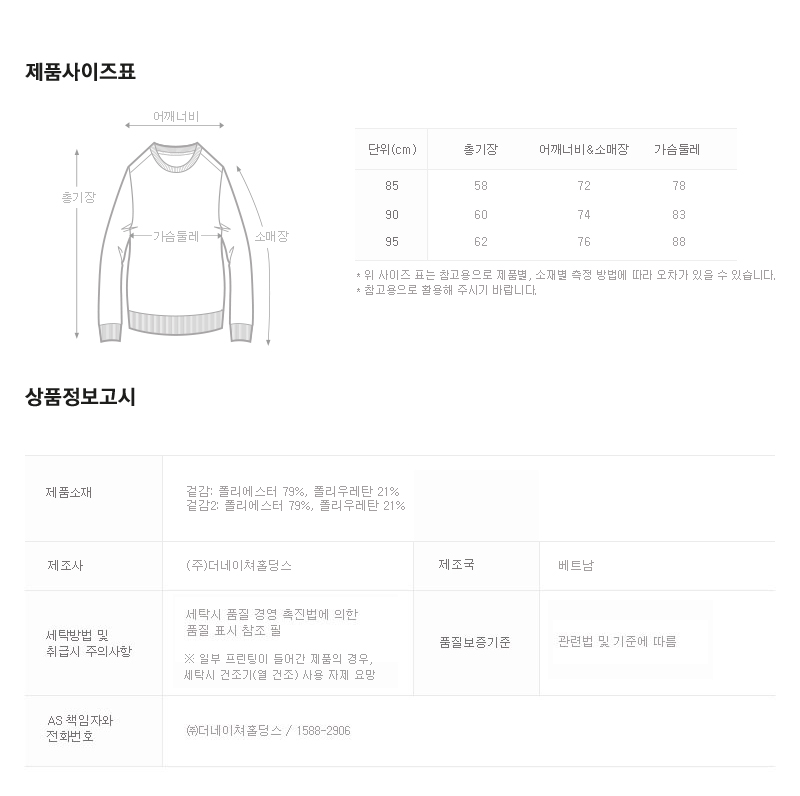 제품사이즈표
어깨너비
총기장
가슴둘레
소매장
단위(cm) 총기장 어깨너비&소매장 가슴둘레
85 58 72 78
90 60 74 83
95 62 76 88
* 위 사이즈 표는 참고용으로 제품별, 소재별 측정 방법에 따라 오차가 있을 수 있습니다.
* 참고용으로 활용해 주시기 바랍니다.
상품정보고시
제품소재
겉감: 폴리에스터 79%, 폴리우레탄 21%
겉감2: 폴리에스터 79%, 폴리우레탄 21%
제조사
(주)더네이쳐홀딩스
제조국
베트남
세탁방법 및
취급시 주의사항
세탁시 품질 경영 촉진법에 의한
품질 표시 참조 필
※ 일부 프린팅이 들어간 제품의 경우,
세탁시 건조기(열 건조) 사용 자제 요망
품질보증기준
관련법 및 기준에 따름
AS 책임자와
전화번호
㈜더네이쳐홀딩스 / 1588-2906